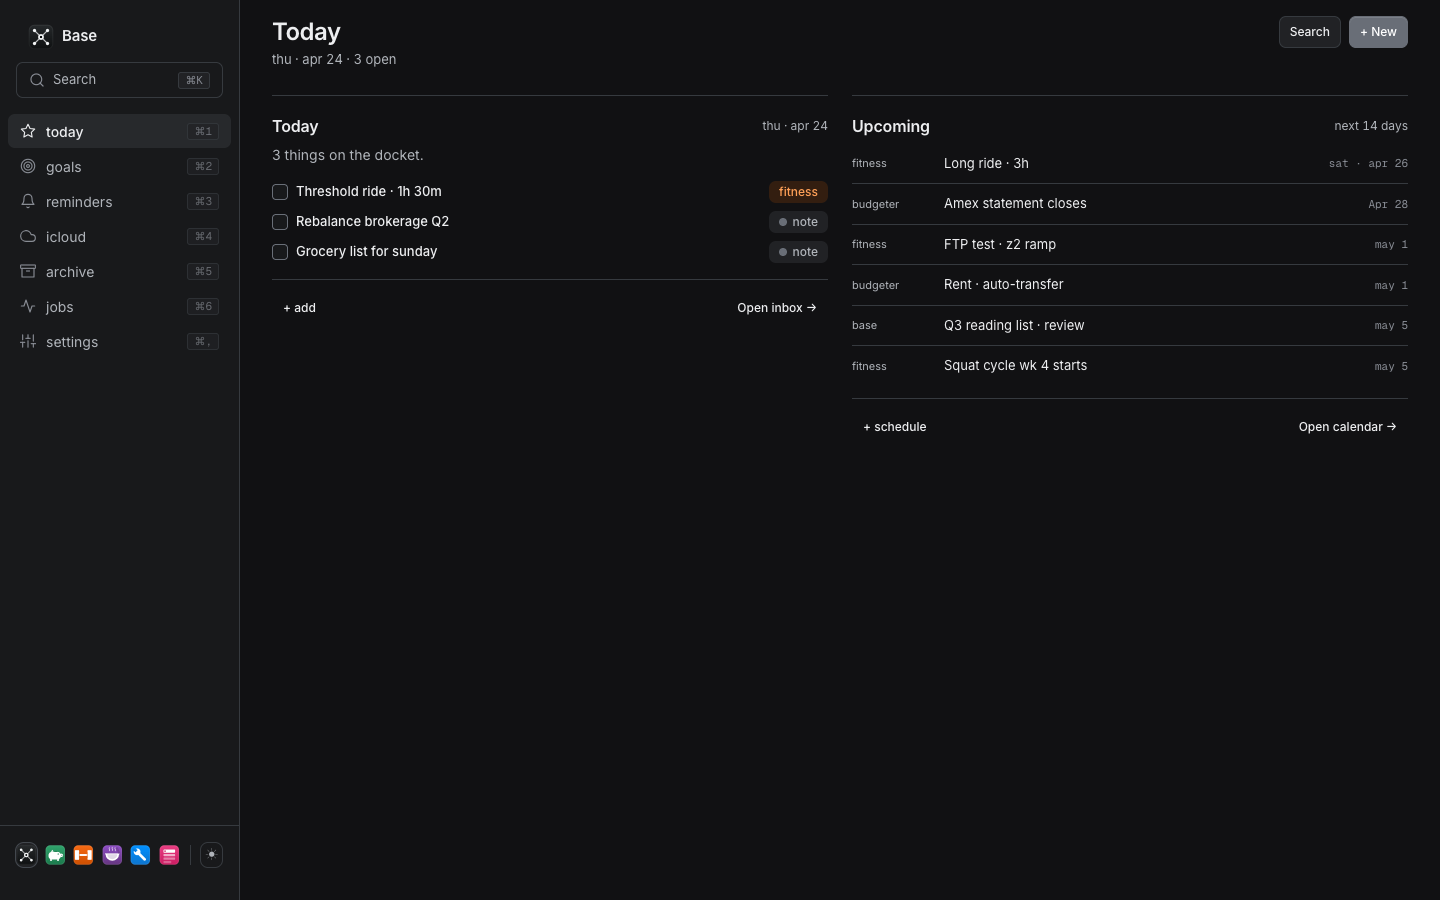 Base
Search ⌘K
today ⌘1
goals ⌘2
reminders ⌘3
icloud ⌘4
archive ⌘5
jobs ⌘6
settings ⌘.
Today
thu · apr 24 · 3 open
Search
+ New
Today thu · apr 24
3 things on the docket.
Threshold ride · 1h 30m fitness
Rebalance brokerage Q2 note
Grocery list for sunday note
+ add Open inbox →
Upcoming next 14 days
fitness Long ride · 3h sat · apr 26
budgeter Amex statement closes Apr 28
fitness FTP test · z2 ramp may 1
budgeter Rent · auto-transfer may 1
base Q3 reading list · review may 5
fitness Squat cycle wk 4 starts may 5
+ schedule Open calendar →